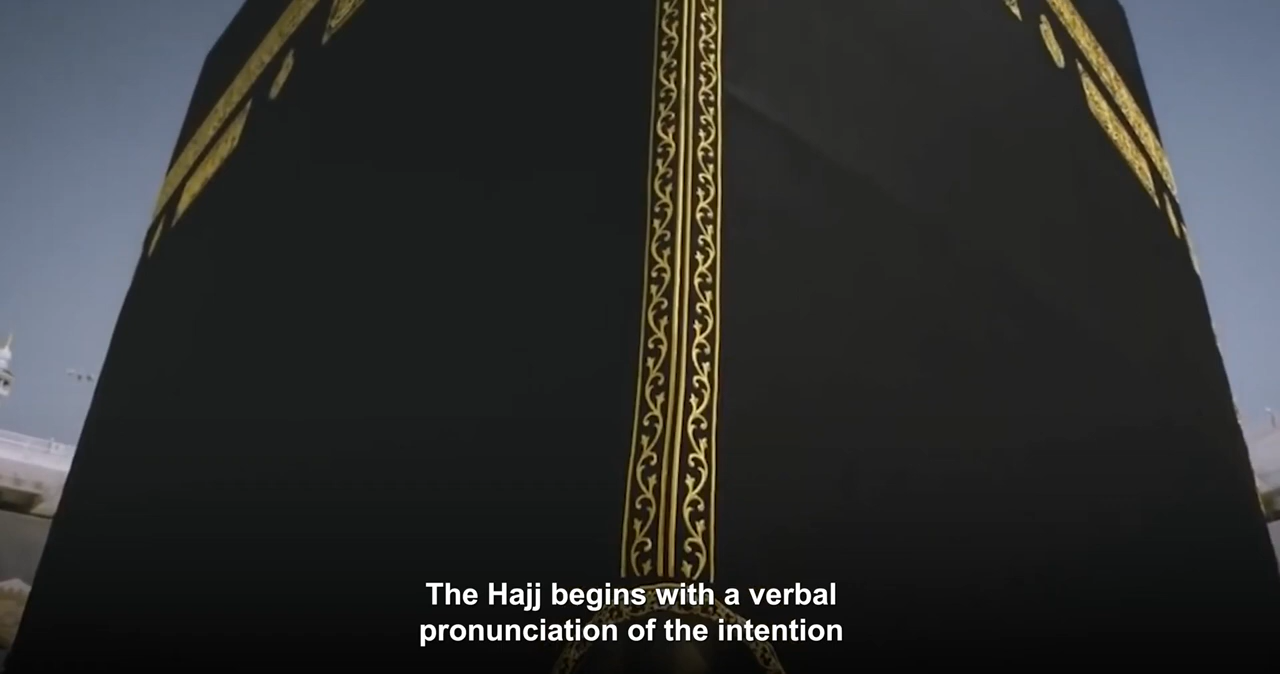 The Hajj begins with a verbal
pronunciation of the intention